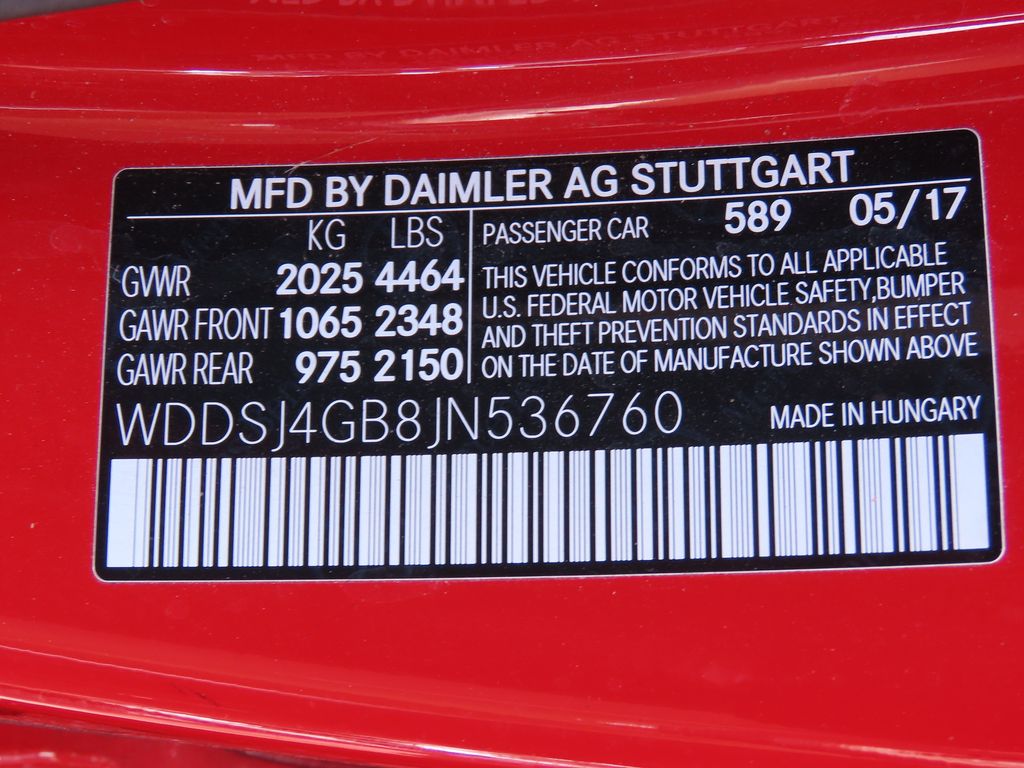 MFD BY DAIMLER AG STUTTGART
KG LBS
GVWR 2025 4464
GAWR FRONT 1065 2348
GAWR REAR 975 2150
PASSENGER CAR 589 05/17
THIS VEHICLE CONFORMS TO ALL APPLICABLE
U.S. FEDERAL MOTOR VEHICLE SAFETY,BUMPER
AND THEFT PREVENTION STANDARDS IN EFFECT
ON THE DATE OF MANUFACTURE SHOWN ABOVE
WDDSJ4GB8JN536760
MADE IN HUNGARY